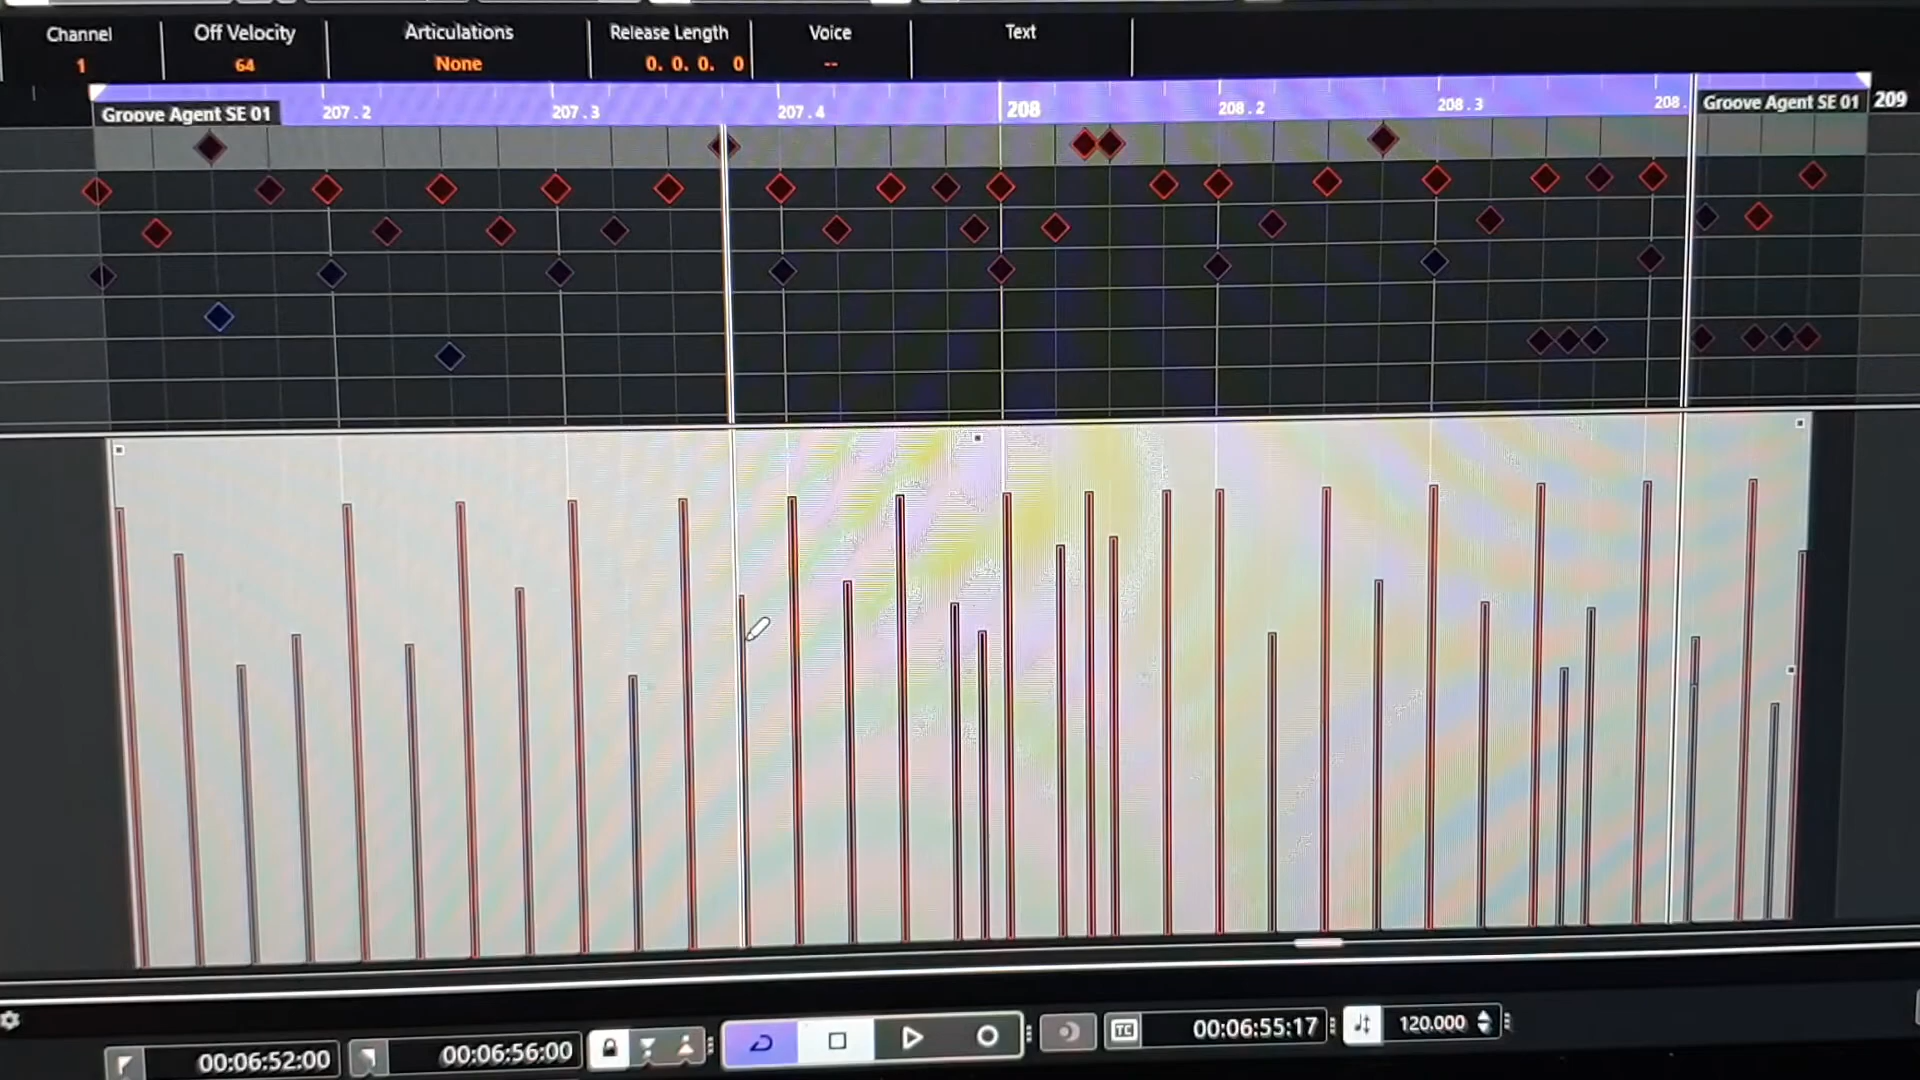 Channel Off Velocity Articulations Release Length Voice Text
1 64 None 0. 0. 0. 0 --
Groove Agent SE 01 207.2 207.3 207.4 208 208.2 208.3 208. Groove Agent SE 01 209
00:06:52:00 00:06:56:00 TC 00:06:55:17 120.000